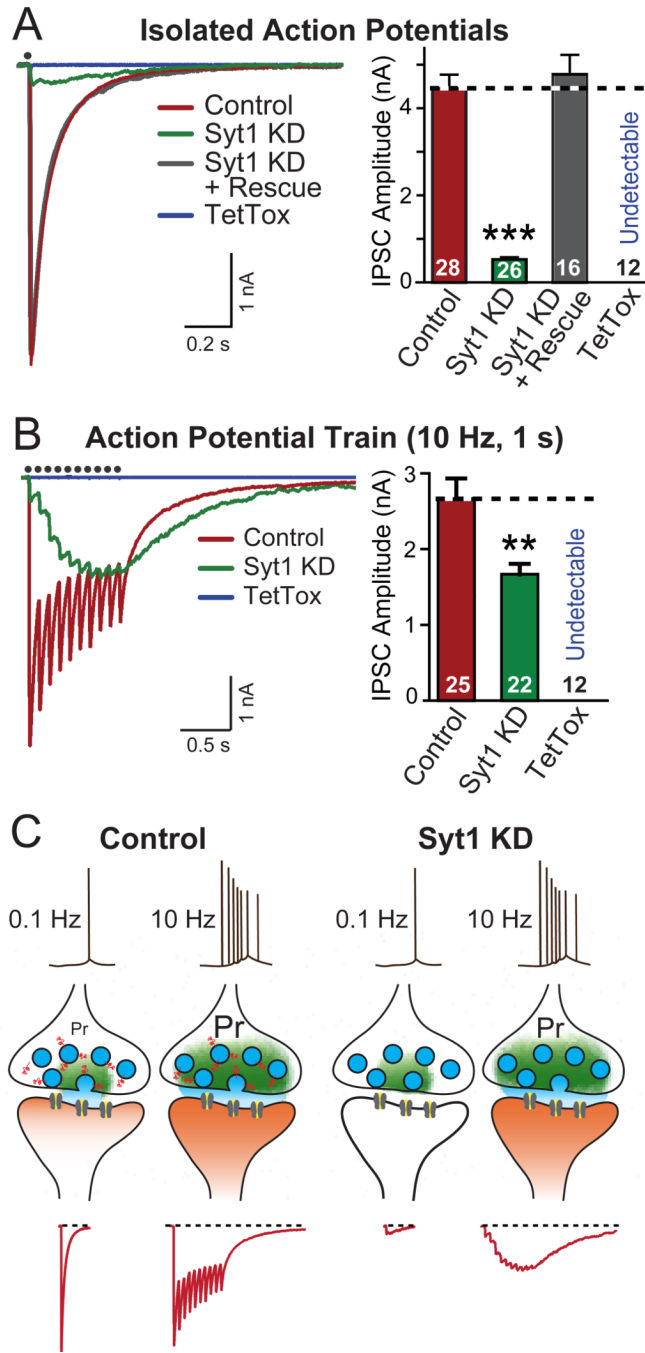 A
Isolated Action Potentials
Control
Syt1 KD
Syt1 KD
+ Rescue
TetTox
1 nA
0.2 s
IPSC Amplitude (nA)
4
2
0
***
Undetectable
28
26
16
12
Control
Syt1 KD
Syt1 KD
+ Rescue
TetTox
B
Action Potential Train (10 Hz, 1 s)
Control
Syt1 KD
TetTox
1 nA
0.5 s
IPSC Amplitude (nA)
3
2
1
0
**
Undetectable
25
22
12
Control
Syt1 KD
TetTox
C
Control
Syt1 KD
0.1 Hz
10 Hz
0.1 Hz
10 Hz
Pr
Pr
Pr